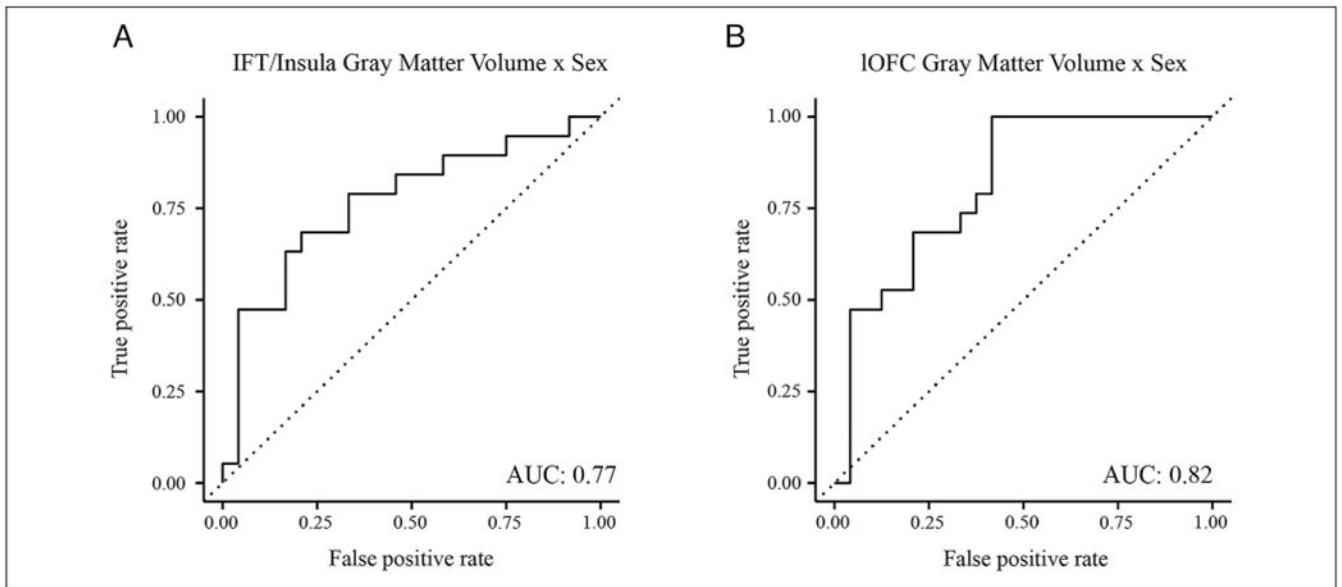 A
IFT/Insula Gray Matter Volume x Sex
1.00
0.75
0.50
0.25
0.00
True positive rate
AUC: 0.77
0.00 0.25 0.50 0.75 1.00
False positive rate
B
lOFC Gray Matter Volume x Sex
1.00
0.75
0.50
0.25
0.00
True positive rate
AUC: 0.82
0.00 0.25 0.50 0.75 1.00
False positive rate